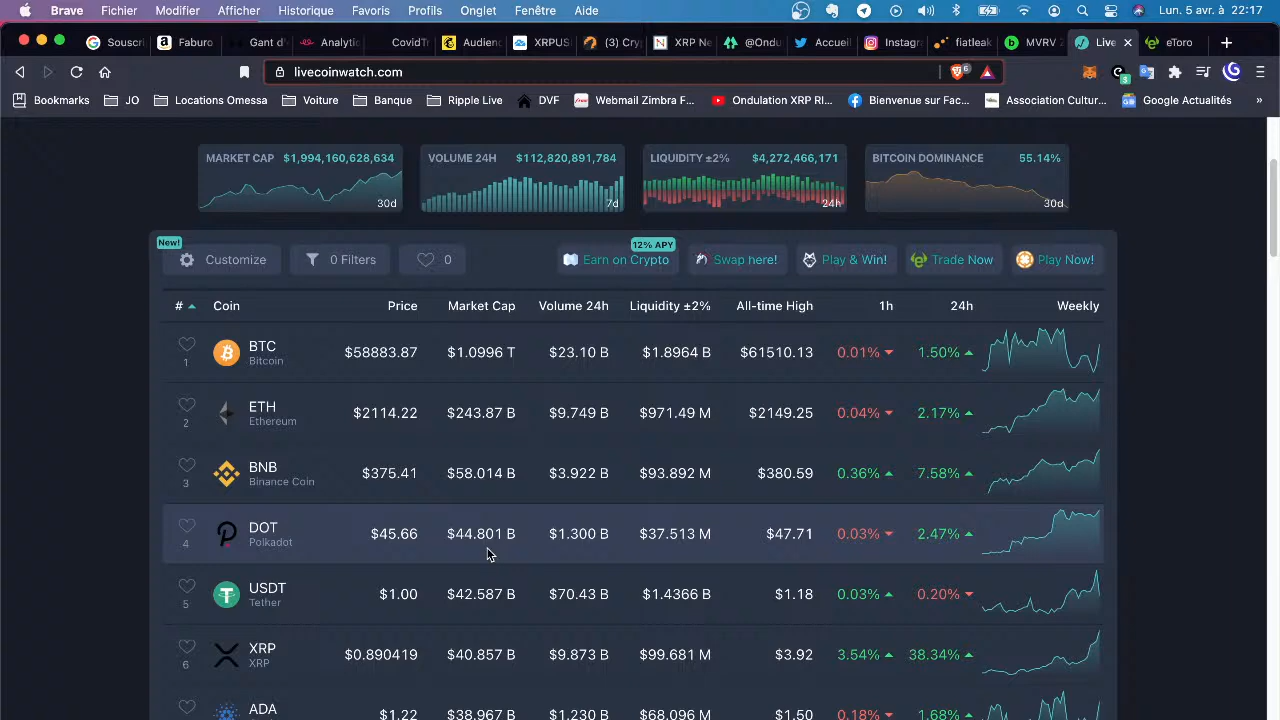 Brave Fichier Modifier Afficher Historique Favoris Profils Onglet Fenêtre Aide Lun. 5 avr. à 22:17
Souscri Faburo Gant d' Analytic CovidT Audienc XRPUS (3) Cry XRP Ne @Ondu Accueil Instagra fiatleak MVRV Live eToro
livecoinwatch.com 6
Bookmarks JO Locations Omessa Voiture Banque Ripple Live DVF Webmail Zimbra F... Ondulation XRP RI... Bienvenue sur Fac... Association Cultur... Google Actualités »
MARKET CAP $1,994,160,628,634 VOLUME 24H $112,820,891,784 LIQUIDITY ±2% $4,272,466,171 BITCOIN DOMINANCE 55.14%
30d 7d 24h 30d
New! 12% APY
Customize 0 Filters 0 Earn on Crypto Swap here! Play & Win! Trade Now Play Now!
# Coin Price Market Cap Volume 24h Liquidity ±2% All-time High 1h 24h Weekly
1 BTC Bitcoin $58883.87 $1.0996 T $23.10 B $1.8964 B $61510.13 0.01% 1.50%
2 ETH Ethereum $2114.22 $243.87 B $9.749 B $971.49 M $2149.25 0.04% 2.17%
3 BNB Binance Coin $375.41 $58.014 B $3.922 B $93.892 M $380.59 0.36% 7.58%
4 DOT Polkadot $45.66 $44.801 B $1.300 B $37.513 M $47.71 0.03% 2.47%
5 USDT Tether $1.00 $42.587 B $70.43 B $1.4366 B $1.18 0.03% 0.20%
6 XRP XRP $0.890419 $40.857 B $9.873 B $99.681 M $3.92 3.54% 38.34%
ADA $1.22 $38.967 B $1.230 B $68.096 M $1.50 0.18% 1.68%